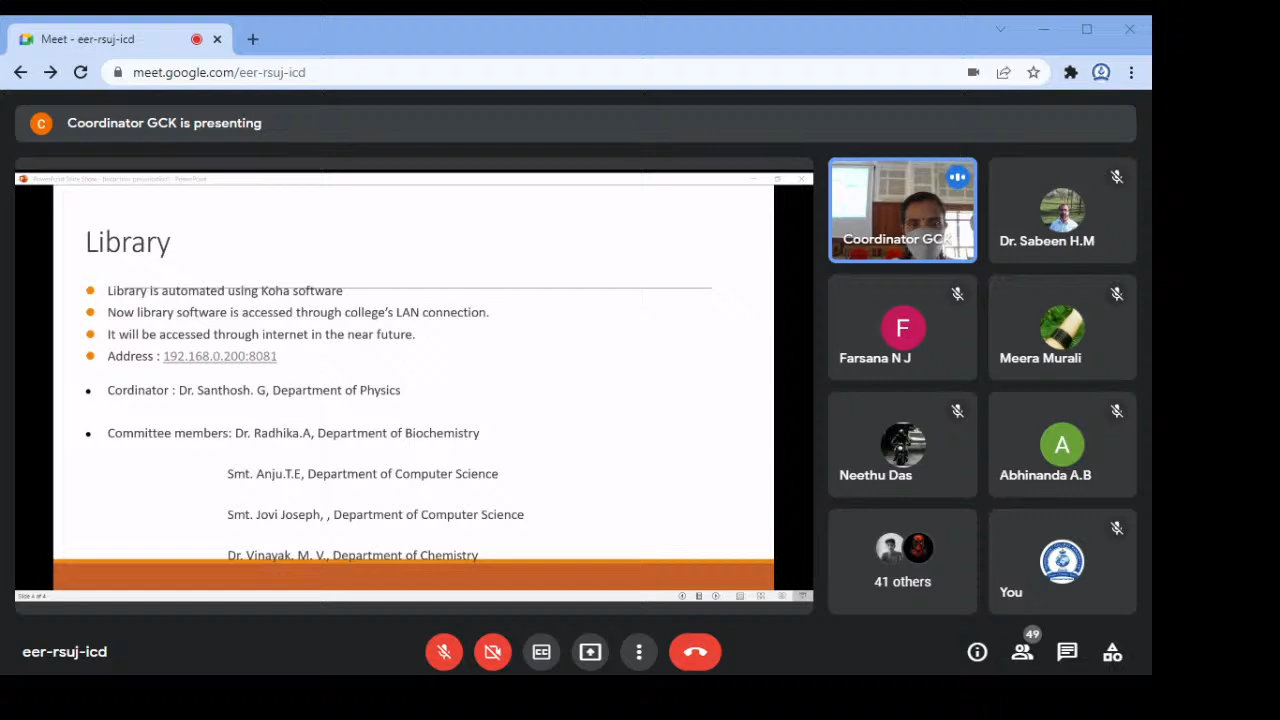 Meet - eer-rsuj-icd
meet.google.com/eer-rsuj-icd
C
Coordinator GCK is presenting
Library
Library is automated using Koha software
Now library software is accessed through college's LAN connection.
It will be accessed through internet in the near future.
Address : 192.168.0.200:8081
Cordinator : Dr. Santhosh. G, Department of Physics
Committee members: Dr. Radhika.A, Department of Biochemistry
Smt. Anju.T.E, Department of Computer Science
Smt. Jovi Joseph, , Department of Computer Science
Dr. Vinayak. M. V., Department of Chemistry
Slide 4 of 4
Coordinator GCK
Dr. Sabeen H.M
F
Farsana N J
Meera Murali
Neethu Das
A
Abhinanda A.B
41 others
You
eer-rsuj-icd
49